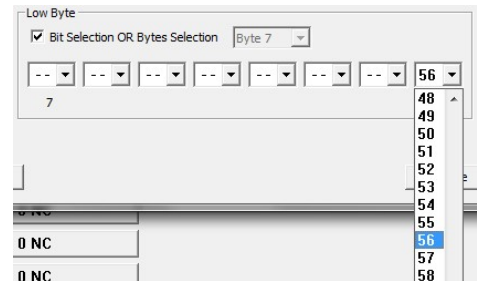 Low Byte
Bit Selection OR Bytes Selection Byte 7
-- -- -- -- -- -- -- 56
7
48
49
50
51
52
53
54
55
56
57
58
0 NC
0 NC